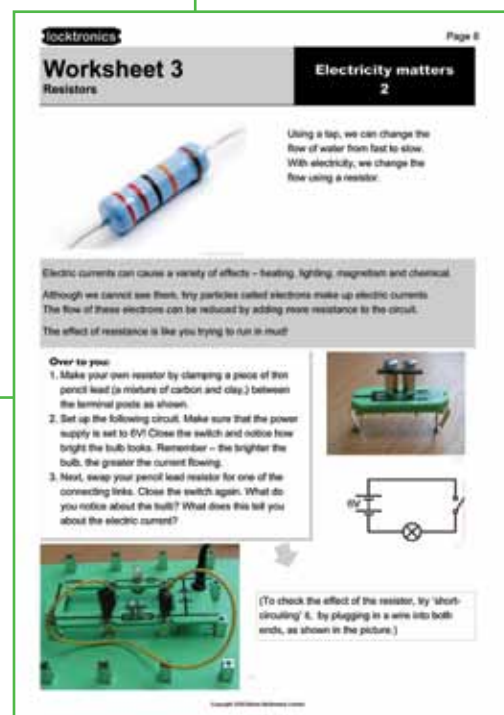 locktronics
Page 8
Worksheet 3
Resistors
Electricity matters
2
Using a tap, we can change the
flow of water from fast to slow.
With electricity, we change the
flow using a resistor.
Electric currents can cause a variety of effects – heating, lighting, magnetism and chemical.
Although we cannot see them, tiny particles called electrons make up electric currents
The flow of these electrons can be reduced by adding more resistance to the circuit.
The effect of resistance is like you trying to run in mud!
Over to you:
1. Make your own resistor by clamping a piece of thin
pencil lead (a mixture of carbon and clay,) between
the terminal posts as shown.
2. Set up the following circuit. Make sure that the power
supply is set to 6V! Close the switch and notice how
bright the bulb looks. Remember – the brighter the
bulb, the greater the current flowing.
3. Next, swap your pencil lead resistor for one of the
connecting links. Close the switch again. What do
you notice about the bulb? What does this tell you
about the electric current?
6V
(To check the effect of the resistor, try 'short-
circuiting' it, by plugging in a wire into both
ends, as shown in the picture.)